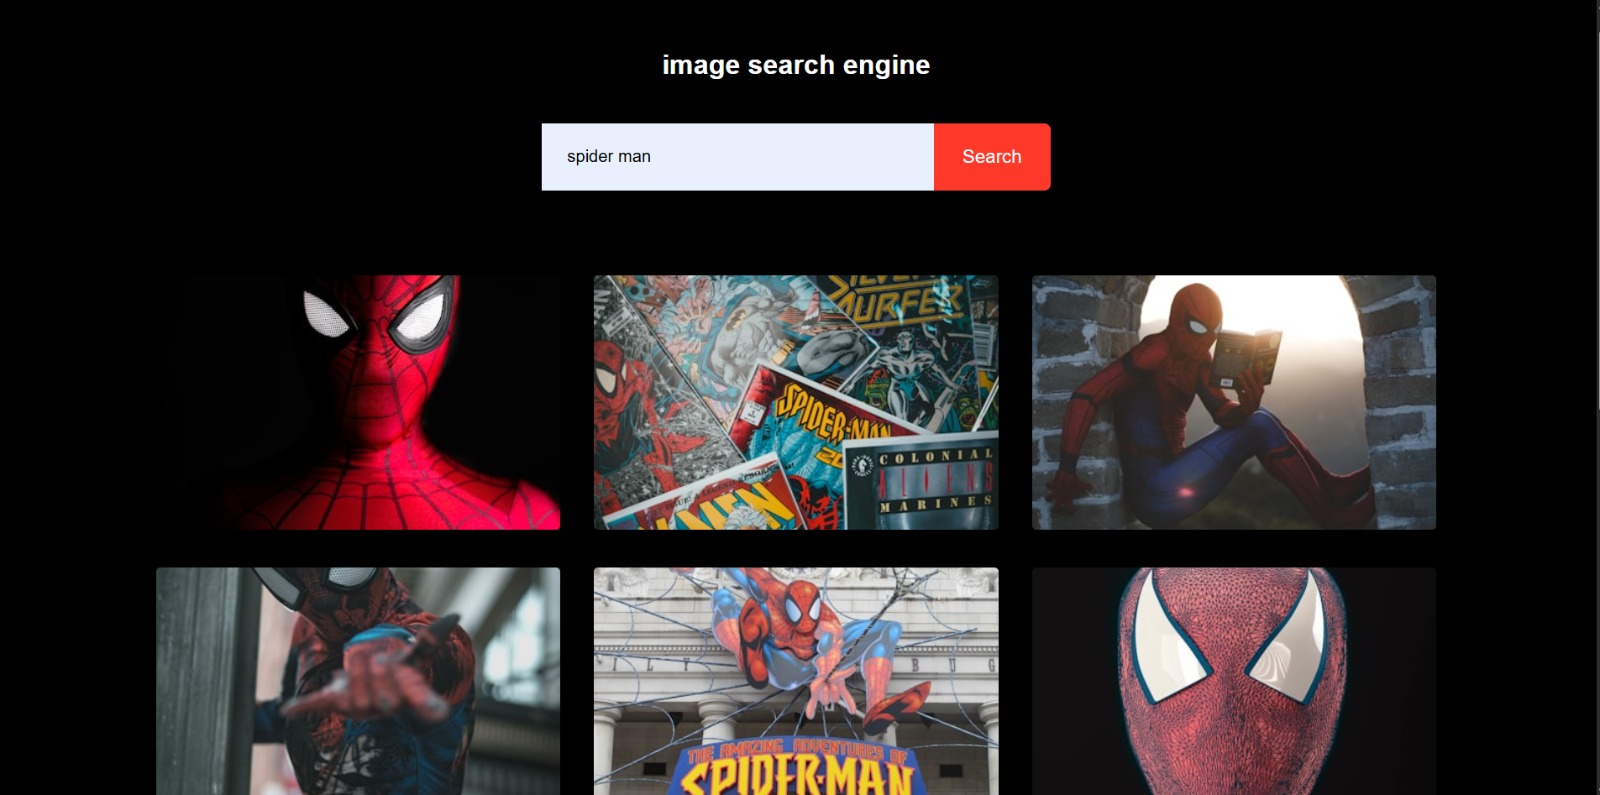 image search engine
spider man
Search
SILVER
SURFER
SPIDER-MAN
COLONIAL
ALIENS
MARINES
X-MEN
THE AMAZING ADVENTURES OF
SPIDER-MAN